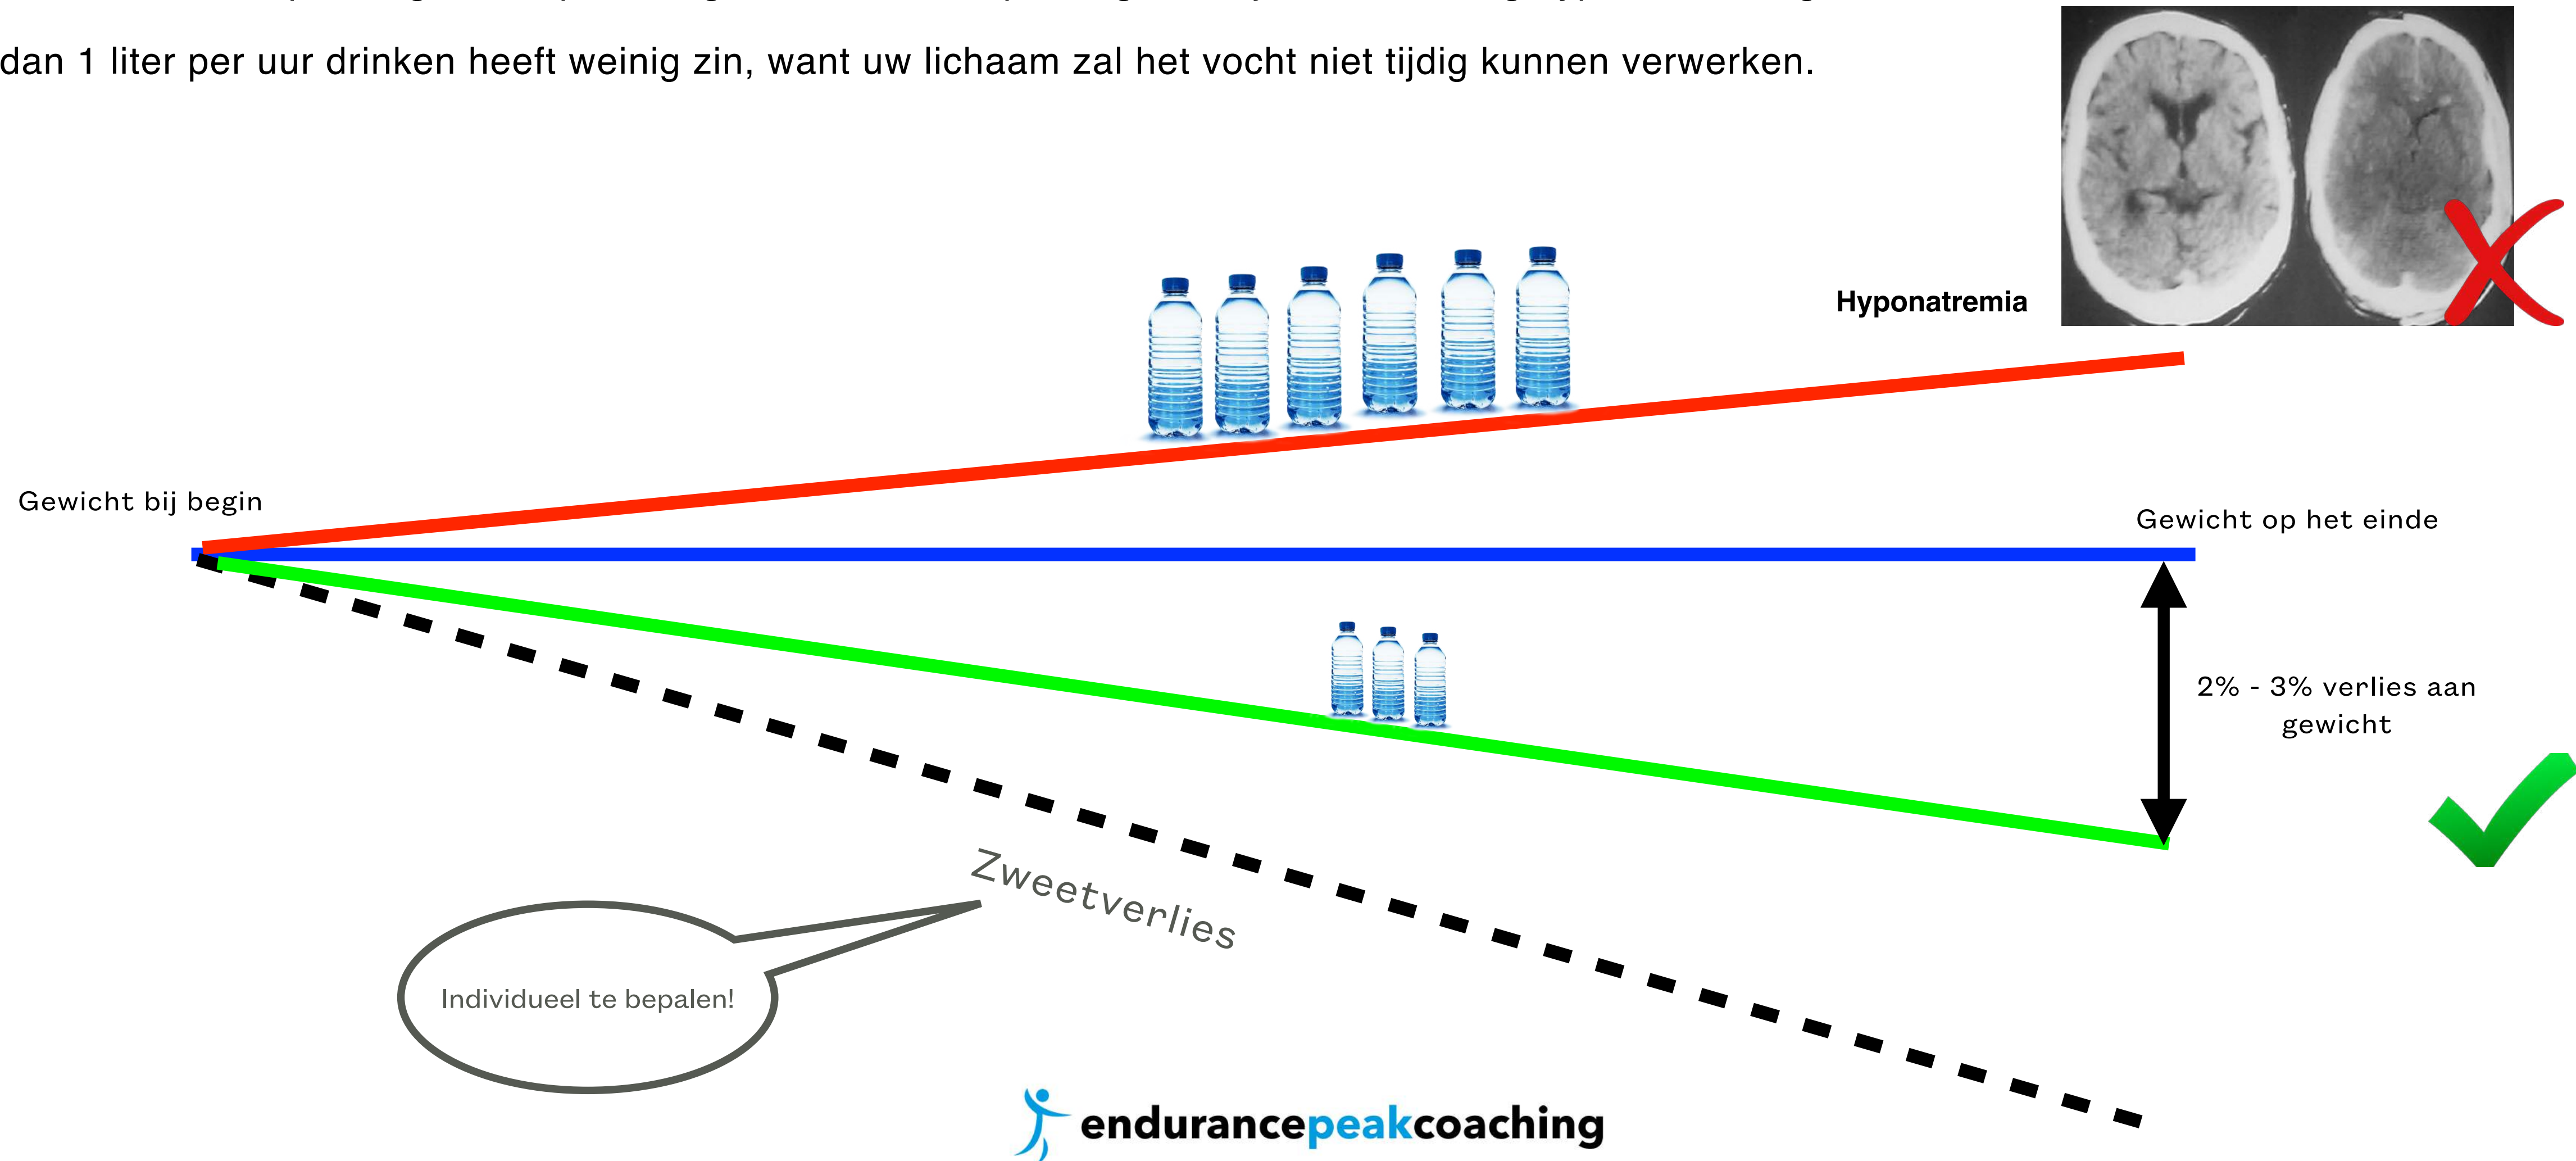 dan 1 liter per uur drinken heeft weinig zin, want uw lichaam zal het vocht niet tijdig kunnen verwerken.
Hyponatremia
Gewicht bij begin
Gewicht op het einde
2% - 3% verlies aan
gewicht
Zweetverlies
Individueel te bepalen!
endurancepeakcoaching